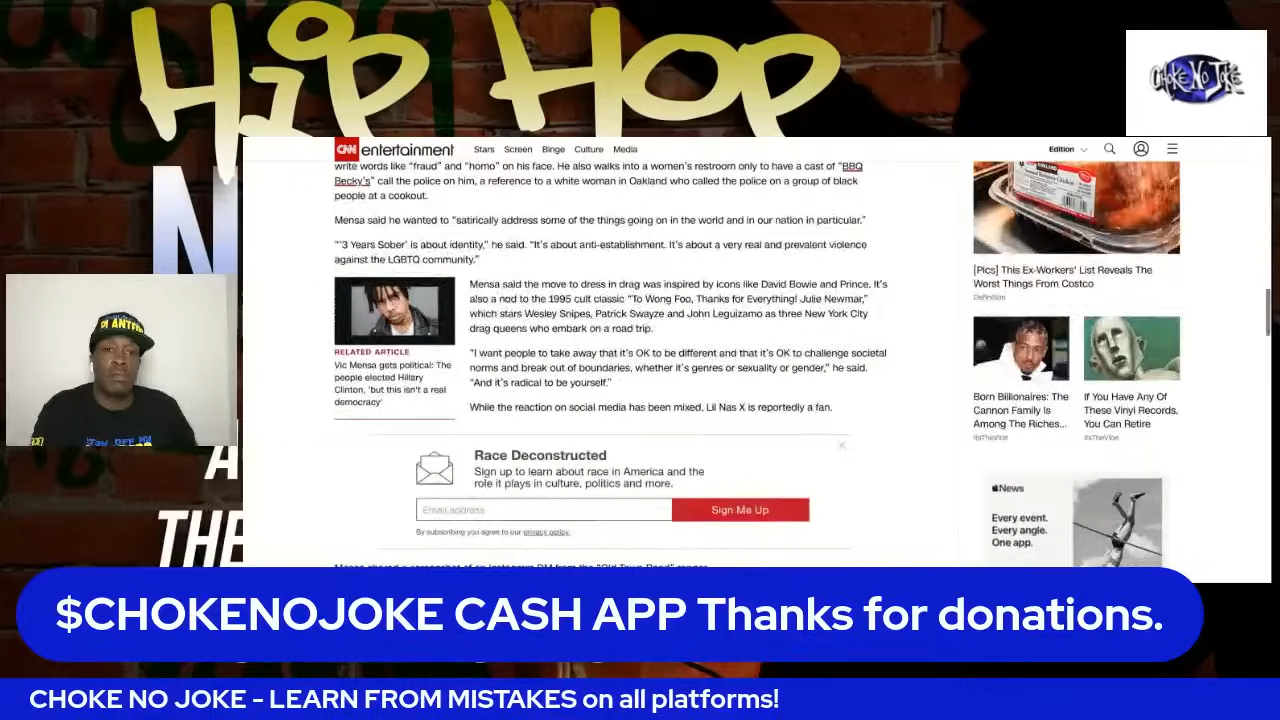 HIP HOP
CHOKE NO JOKE
N
A
THE
CNN entertainment
Stars Screen Binge Culture Media
Edition
write words like “fraud” and “homo” on his face. He also walks into a women’s restroom only to have a cast of “BBQ
Becky’s” call the police on him, a reference to a white woman in Oakland who called the police on a group of black
people at a cookout.
Mensa said he wanted to “satirically address some of the things going on in the world and in our nation in particular.”
“‘3 Years Sober’ is about identity,” he said. “It’s about anti-establishment. It’s about a very real and prevalent violence
against the LGBTQ community.”
RELATED ARTICLE
Vic Mensa gets political: The
people elected Hillary
Clinton, 'but this isn't a real
democracy'
Mensa said the move to dress in drag was inspired by icons like David Bowie and Prince. It’s
also a nod to the 1995 cult classic “To Wong Foo, Thanks for Everything! Julie Newmar,”
which stars Wesley Snipes, Patrick Swayze and John Leguizamo as three New York City
drag queens who embark on a road trip.
“I want people to take away that it’s OK to be different and that it’s OK to challenge societal
norms and break out of boundaries, whether it’s genres or sexuality or gender,” he said.
“And it’s radical to be yourself.”
While the reaction on social media has been mixed, Lil Nas X is reportedly a fan.
Race Deconstructed
Sign up to learn about race in America and the
role it plays in culture, politics and more.
Email address
Sign Me Up
By subscribing you agree to our privacy policy.
[Pics] This Ex-Workers' List Reveals The
Worst Things From Costco
Definition
Born Billionaires: The
Cannon Family Is
Among The Riches...
ItsTheVibe
If You Have Any Of
These Vinyl Records,
You Can Retire
ItsTheVibe
News
Every event.
Every angle.
One app.
$CHOKENOJOKE CASH APP Thanks for donations.
CHOKE NO JOKE - LEARN FROM MISTAKES on all platforms!